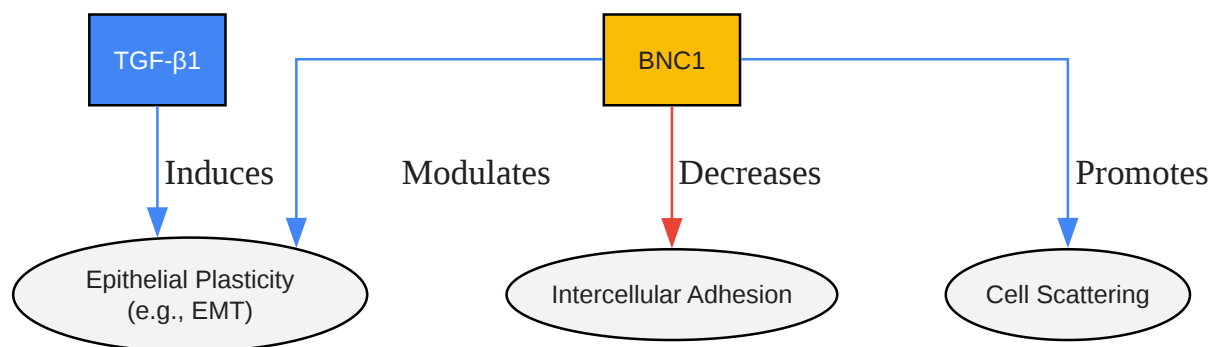 TGF-β1
BNC1
Induces
Modulates
Decreases
Promotes
Epithelial Plasticity
(e.g., EMT)
Intercellular Adhesion
Cell Scattering